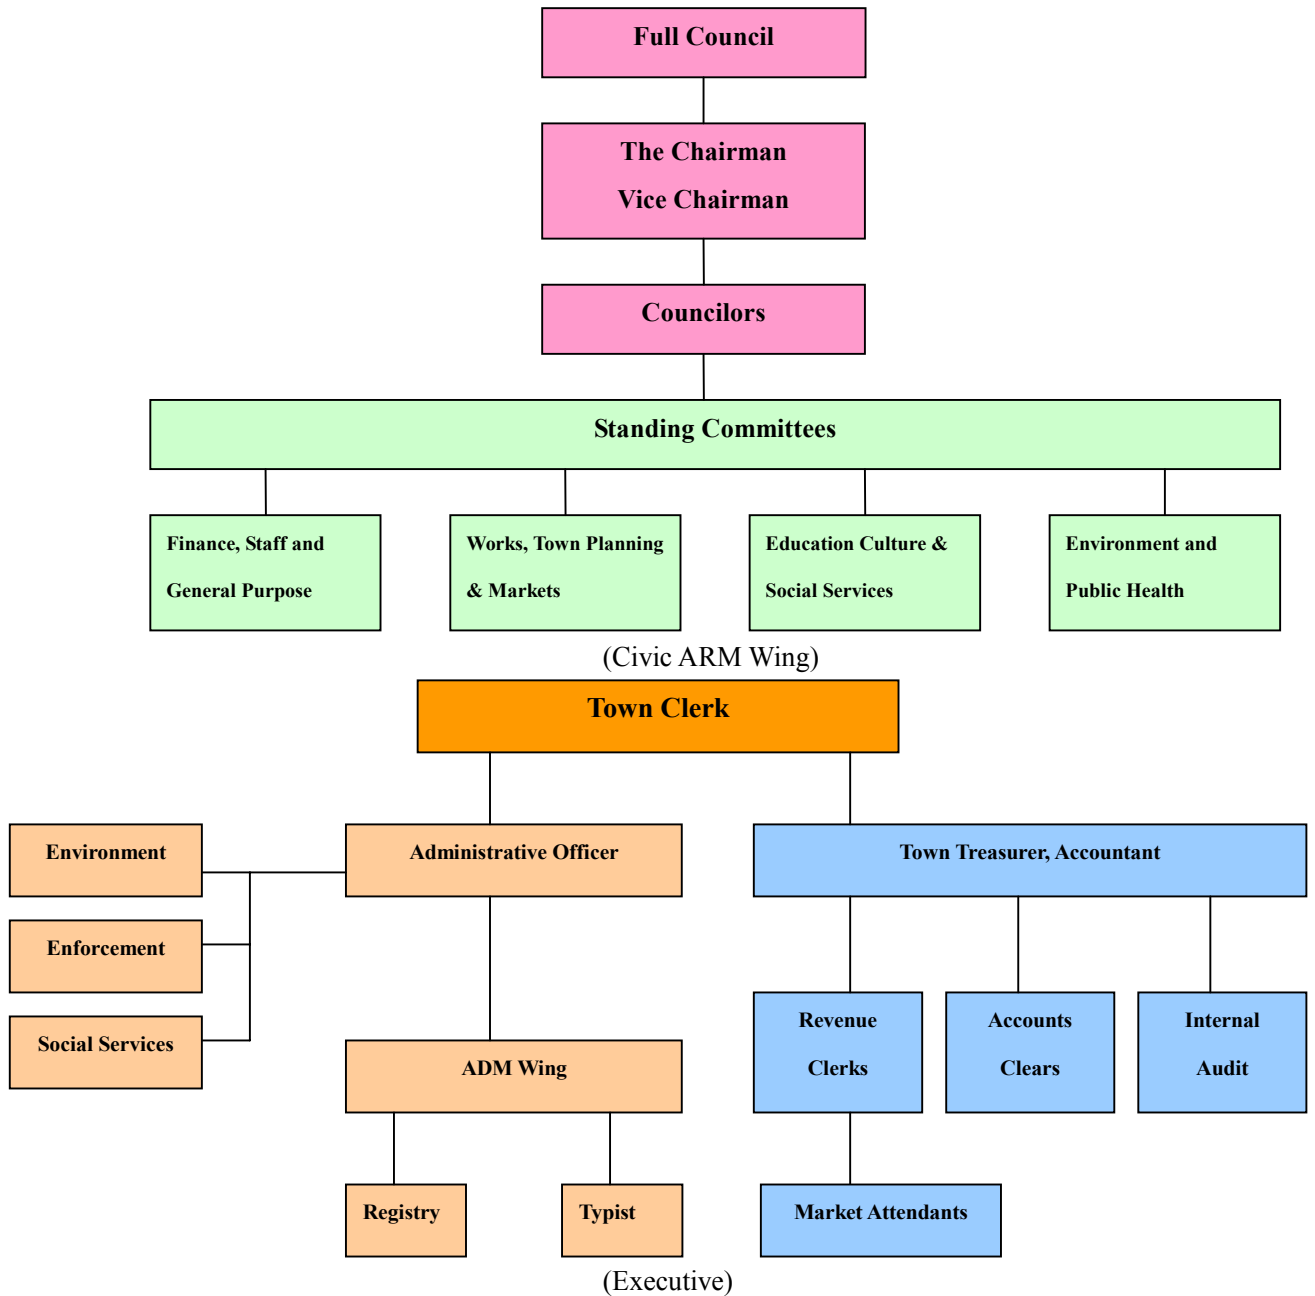 Full Council
The Chairman
Vice Chairman
Councilors
Standing Committees
Finance, Staff and
General Purpose
Works, Town Planning
& Markets
Education Culture &
Social Services
Environment and
Public Health
(Civic ARM Wing)
Town Clerk
Environment
Enforcement
Social Services
Administrative Officer
ADM Wing
Registry
Typist
Town Treasurer, Accountant
Revenue
Clerks
Accounts
Clears
Internal
Audit
Market Attendants
(Executive)